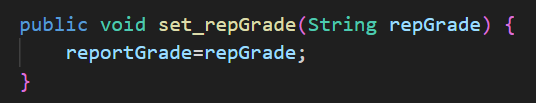 public void set_repGrade(String repGrade) {
    reportGrade=repGrade;
}